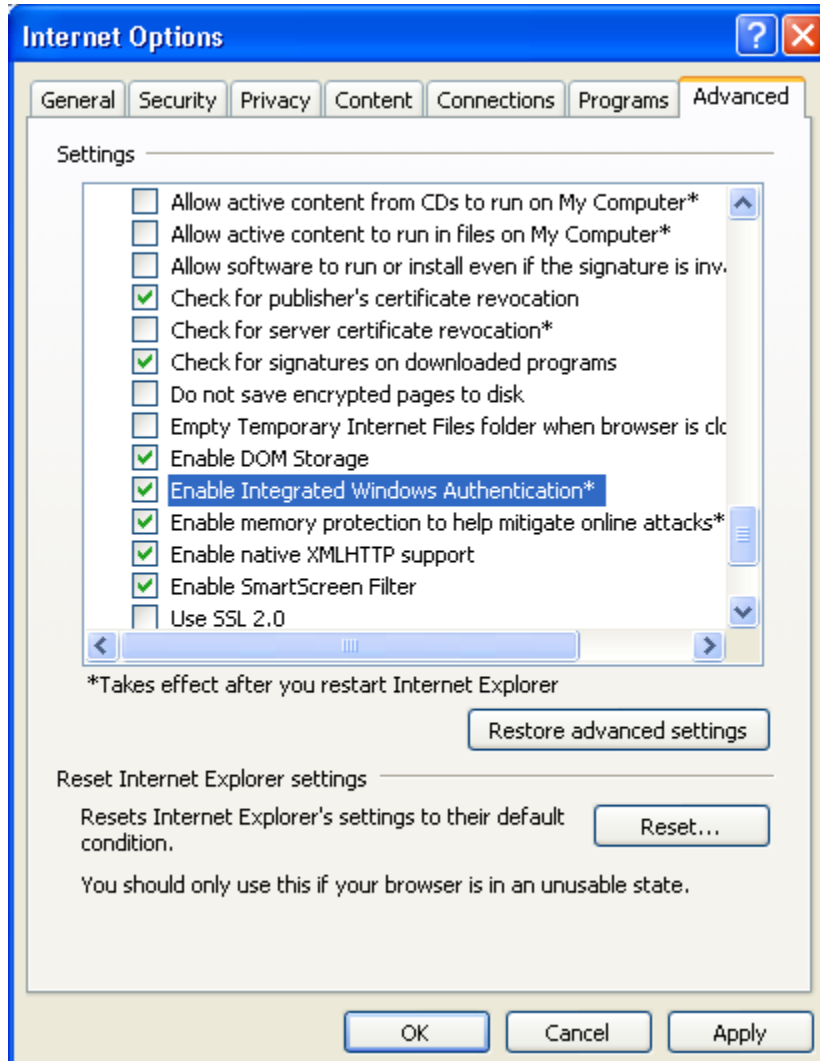 Internet Options
General Security Privacy Content Connections Programs Advanced
Settings
Allow active content from CDs to run on My Computer*
Allow active content to run in files on My Computer*
Allow software to run or install even if the signature is inv
Check for publisher's certificate revocation
Check for server certificate revocation*
Check for signatures on downloaded programs
Do not save encrypted pages to disk
Empty Temporary Internet Files folder when browser is clo
Enable DOM Storage
Enable Integrated Windows Authentication*
Enable memory protection to help mitigate online attacks*
Enable native XMLHTTP support
Enable SmartScreen Filter
Use SSL 2.0
*Takes effect after you restart Internet Explorer
Restore advanced settings
Reset Internet Explorer settings
Resets Internet Explorer's settings to their default
condition.
Reset...
You should only use this if your browser is in an unusable state.
OK Cancel Apply